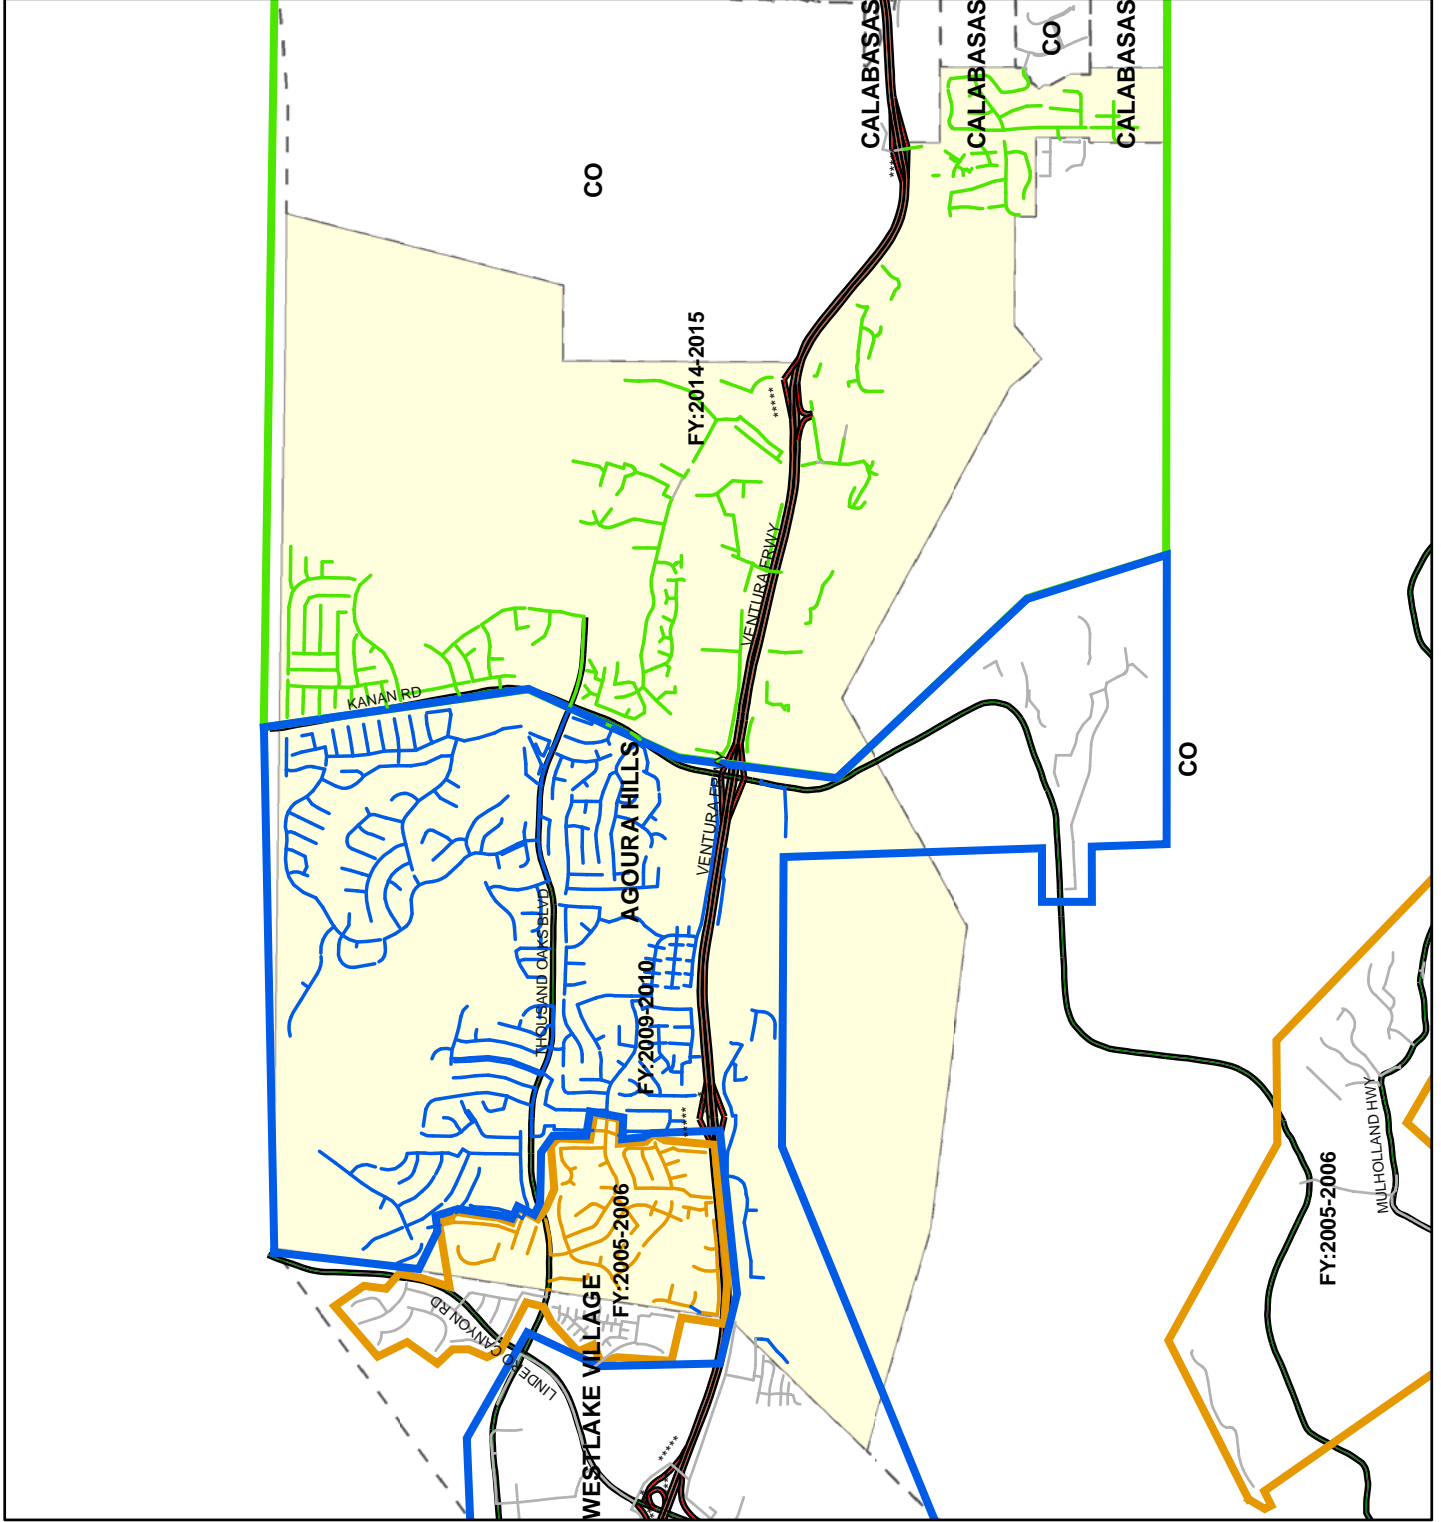 CALABASAS
CALABASAS
CO
CALABASAS
CO
FY:2014-2015
*****
VENTURA FRWY
KANAN RD
AGOURA HILLS
VENTURA FRWY
CO
THOUSAND OAKS BLVD
FY:2009-2010
*****
FY:2005-2006
MULHOLLAND HWY
FY:2005-2006
LINDERO CANYON RD
WESTLAKE VILLAGE
*****